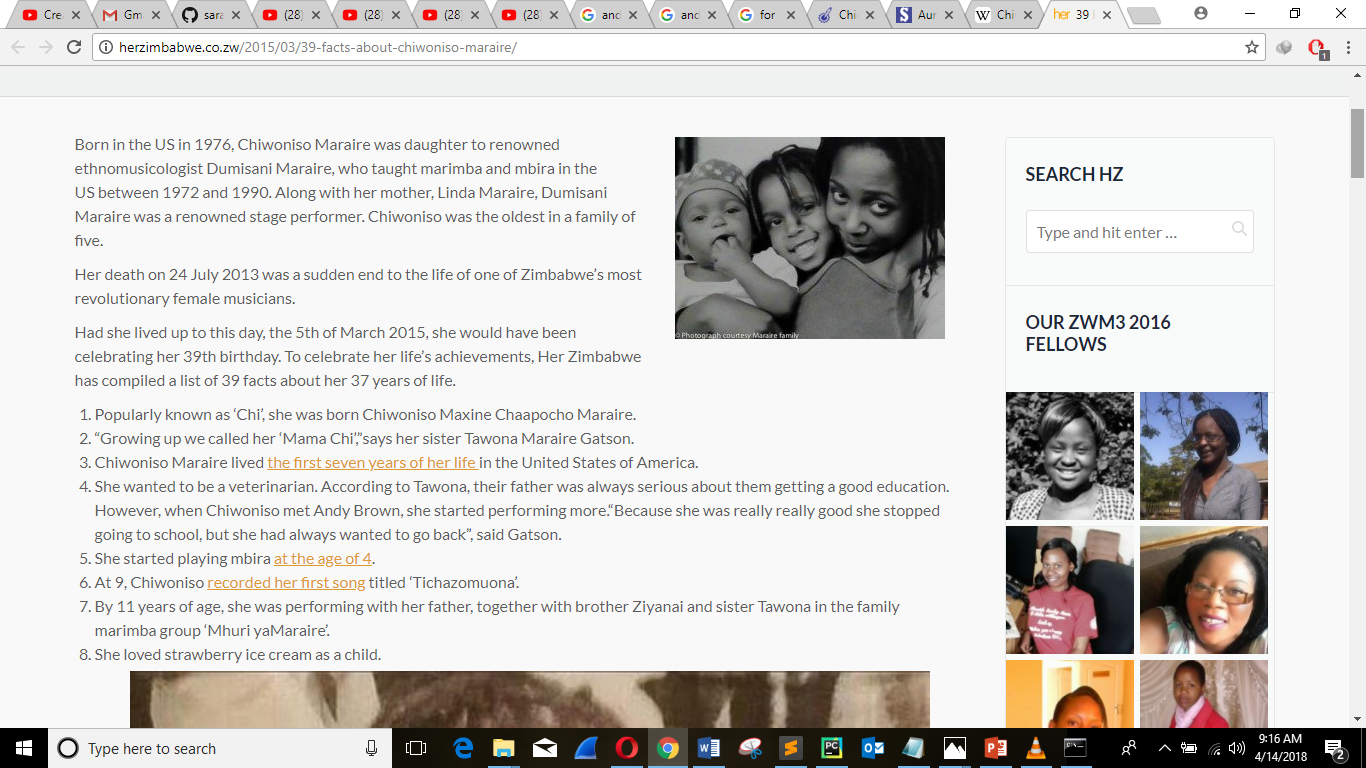 Cre
Gm
sara
(28)
(28)
(28)
(28)
and
and
for
Chi
Aur
Chi
her 39
herzimbabwe.co.zw/2015/03/39-facts-about-chiwoniso-maraire/
1
Born in the US in 1976, Chiwoniso Maraire was daughter to renowned
ethnomusicologist Dumisani Maraire, who taught marimba and mbira in the
US between 1972 and 1990. Along with her mother, Linda Maraire, Dumisani
Maraire was a renowned stage performer. Chiwoniso was the oldest in a family of
five.
Her death on 24 July 2013 was a sudden end to the life of one of Zimbabwe's most
revolutionary female musicians.
Had she lived up to this day, the 5th of March 2015, she would have been
celebrating her 39th birthday. To celebrate her life's achievements, Her Zimbabwe
has compiled a list of 39 facts about her 37 years of life.
© Photograph courtesy Maraire family
1. Popularly known as ‘Chi’, she was born Chiwoniso Maxine Chaapocho Maraire.
2. “Growing up we called her ‘Mama Chi’,”says her sister Tawona Maraire Gatson.
3. Chiwoniso Maraire lived the first seven years of her life in the United States of America.
4. She wanted to be a veterinarian. According to Tawona, their father was always serious about them getting a good education.
However, when Chiwoniso met Andy Brown, she started performing more.“Because she was really really good she stopped
going to school, but she had always wanted to go back”, said Gatson.
5. She started playing mbira at the age of 4.
6. At 9, Chiwoniso recorded her first song titled ‘Tichazomuona’.
7. By 11 years of age, she was performing with her father, together with brother Ziyanai and sister Tawona in the family
marimba group ‘Mhuri yaMaraire’.
8. She loved strawberry ice cream as a child.
SEARCH HZ
Type and hit enter …
OUR ZWM3 2016
FELLOWS
Type here to search
9:16 AM
4/14/2018
2